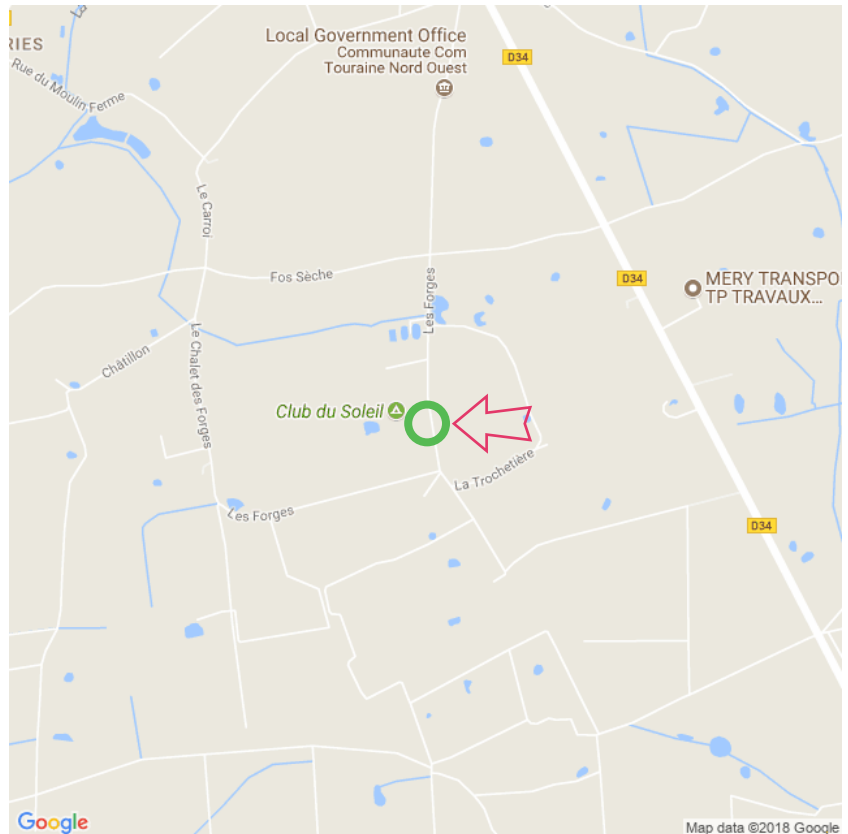 RIES
Rue du Moulin Ferme
Local Government Office
Communaute Com
Touraine Nord Ouest
D34
Le Carroi
Fos Sèche
Les Forges
D34
MERY TRANSPO
TP TRAVAUX...
Châtillon
Le Chalet des Forges
Club du Soleil
La Trochetière
Les Forges
D34
Google
Map data ©2018 Google